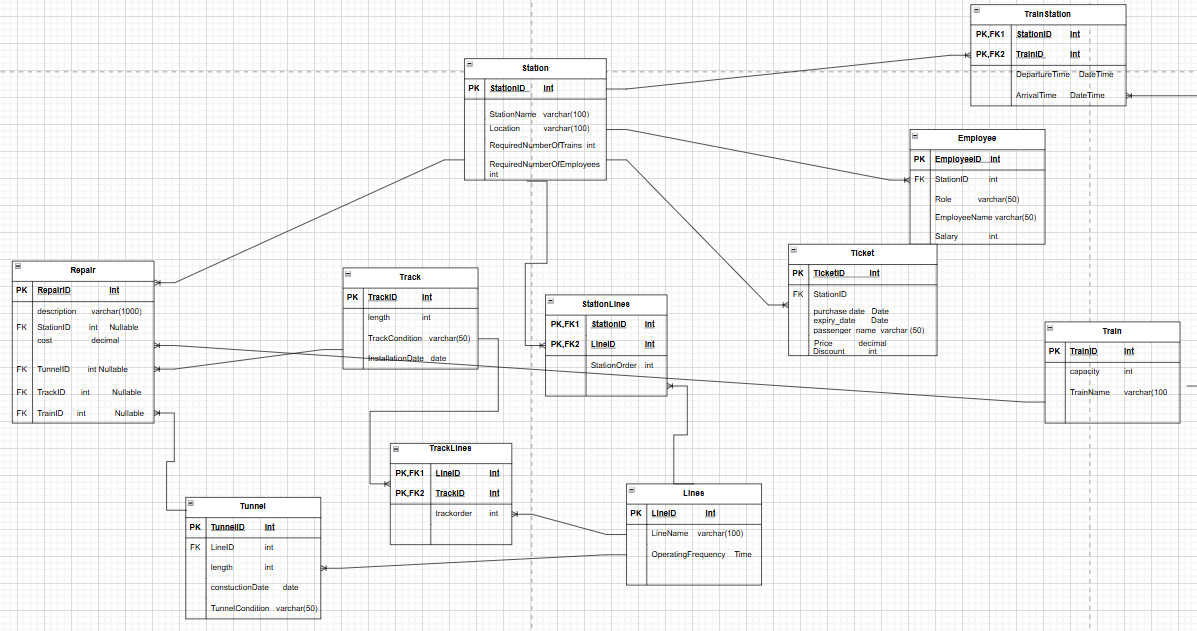 TrainStation
PK,FK1 StationID Int
PK,FK2 TrainID Int
DepartureTime DateTime
ArrivalTime DateTime
Station
PK StationID Int
StationName varchar(100)
Location varchar(100)
RequiredNumberOfTrains int
RequiredNumberOfEmployees
int
Employee
PK EmployeeID Int
FK StationID int
Role varchar(50)
EmployeeName varchar(50)
Salary int
Ticket
PK TicketID Int
FK StationID
purchase date Date
expiry_date Date
passenger_name varchar (50)
Price decimal
Discount int
Repair
PK RepairID Int
description varchar(1000)
FK StationID int Nullable
cost decimal
FK TunnelID int Nullable
FK TrackID int Nullable
FK TrainID int Nullable
Track
PK TrackID Int
length int
TrackCondition varchar(50)
InstallationDate date
StationLines
PK,FK1 StationID Int
PK,FK2 LineID Int
StationOrder int
Train
PK TrainID Int
capacity int
TrainName varchar(100
TrackLines
PK,FK1 LineID Int
PK,FK2 TrackID Int
trackorder int
Lines
PK LineID Int
LineName varchar(100)
OperatingFrequency Time
Tunnel
PK TunnelID Int
FK LineID int
length int
constuctionDate date
TunnelCondition varchar(50)